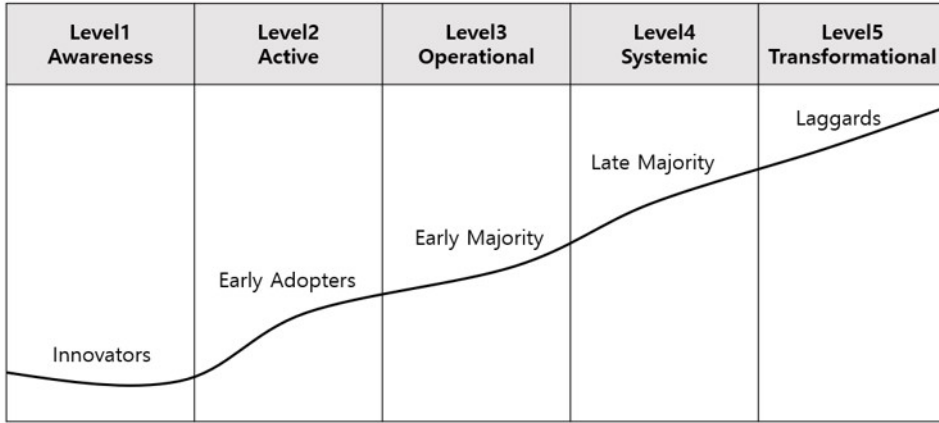 Level1
Awareness
Level2
Active
Level3
Operational
Level4
Systemic
Level5
Transformational
Innovators
Early Adopters
Early Majority
Late Majority
Laggards